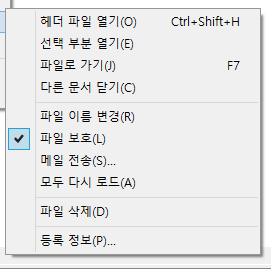 헤더 파일 열기(O) Ctrl+Shift+H
선택 부분 열기(E)
파일로 가기(J) F7
다른 문서 닫기(C)
파일 이름 변경(R)
파일 보호(L)
메일 전송(S)...
모두 다시 로드(A)
파일 삭제(D)
등록 정보(P)...